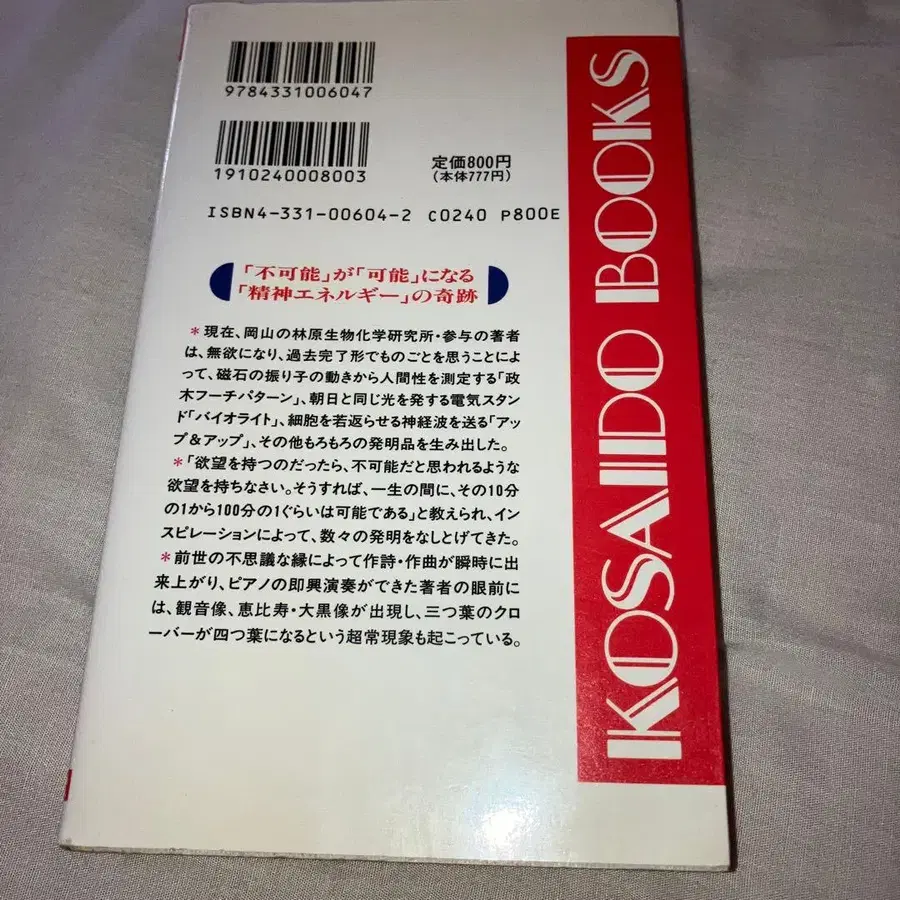 9784331006047
1910240008003
定価800円
(本体777円)
ISBN4-331-00604-2 C0240 P800E
「不可能」が「可能」になる
「精神エネルギー」の奇跡
*現在、岡山の林原生物化学研究所・参与の著者
は、無欲になり、過去完了形でものごとを思うことによ
って、磁石の振り子の動きから人間性を測定する「政
木フーチパターン」、朝日と同じ光を発する電気スタン
ド「バイオライト」、細胞を若返らせる神経波を送る「アッ
プ&アップ」、その他もろもろの発明品を生み出した。
*「欲望を持つのだったら、不可能だと思われるような
欲望を持ちなさい。そうすれば、一生の間に、その10分
の1から100分の1ぐらいは可能である」と教えられ、イン
スピレーションによって、数々の発明をなしとげてきた。
*前世の不思議な縁によって作詩・作曲が瞬時に出
来上がり、ピアノの即興演奏ができた著者の眼前に
は、観音像、恵比寿・大黒像が出現し、三つ葉のクロ
ーバーが四つ葉になるという超常現象も起こっている。
KOSAIDO BOOKS